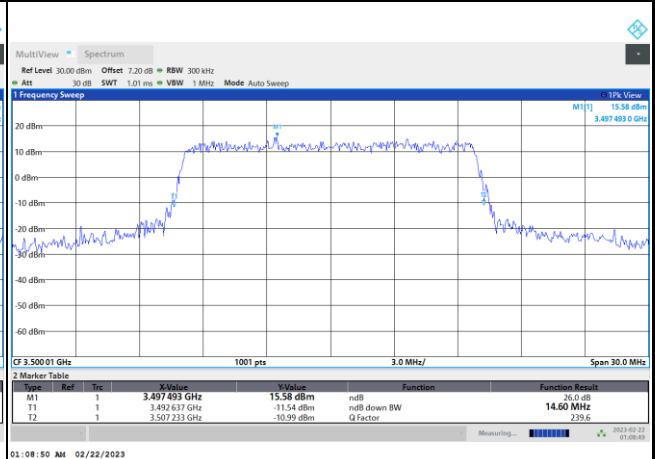 MultiView Spectrum
Ref Level 30.00 dBm Offset 7.20 dB RBW 300 kHz
Att 30 dB SWT 1.01 ms VBW 1 MHz Mode Auto Sweep
1 Frequency Sweep 1Pk View
M1[1] 15.58 dBm
3.497 493 0 GHz
M1
20 dBm
10 dBm
0 dBm
T1 T2
-10 dBm
-20 dBm
-30 dBm
-40 dBm
-50 dBm
-60 dBm
CF 3.500 01 GHz 1001 pts 3.0 MHz/ Span 30.0 MHz
2 Marker Table
Type Ref Trc X-Value Y-Value Function Function Result
M1 1 3.497 493 GHz 15.58 dBm ndB 26.0 dB
T1 1 3.492 637 GHz -11.54 dBm ndB down BW 14.60 MHz
T2 1 3.507 233 GHz -10.99 dBm Q Factor 239.6
Measuring... 2023-02-22
01:08:49
01:08:50 AM 02/22/2023